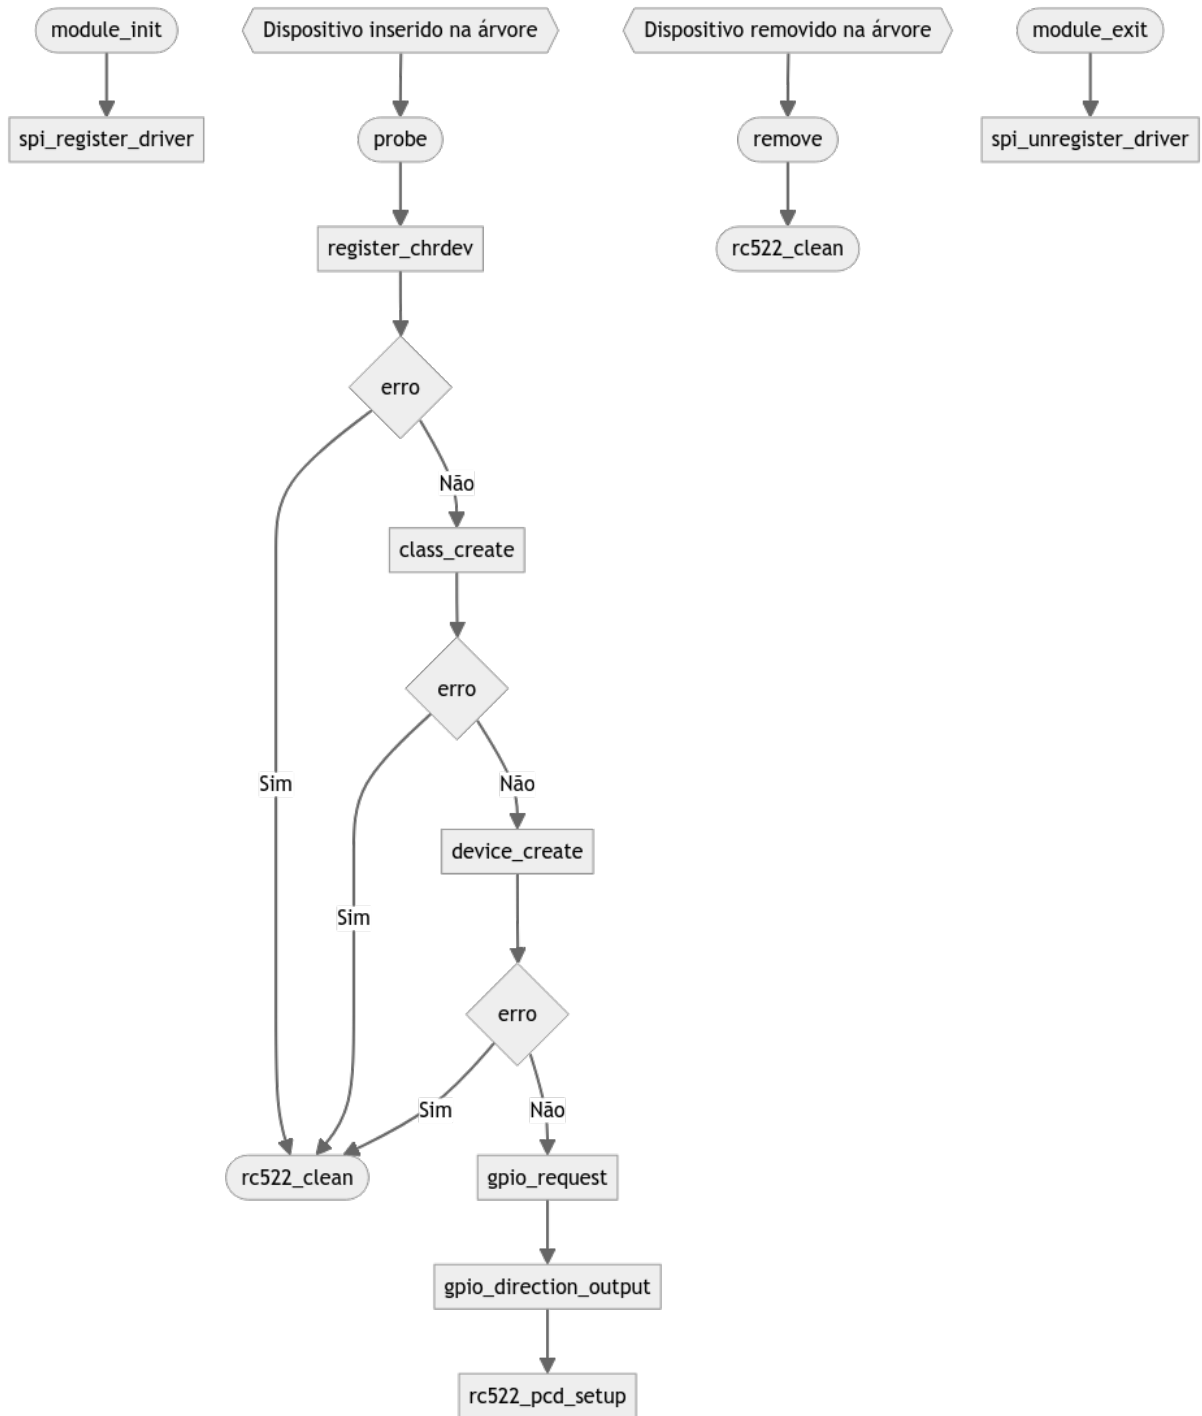 module_init
Dispositivo inserido na árvore
Dispositivo removido na árvore
module_exit
spi_register_driver
probe
remove
spi_unregister_driver
register_chrdev
rc522_clean
erro
Não
class_create
erro
Sim
Não
device_create
Sim
erro
Sim
Não
rc522_clean
gpio_request
gpio_direction_output
rc522_pcd_setup